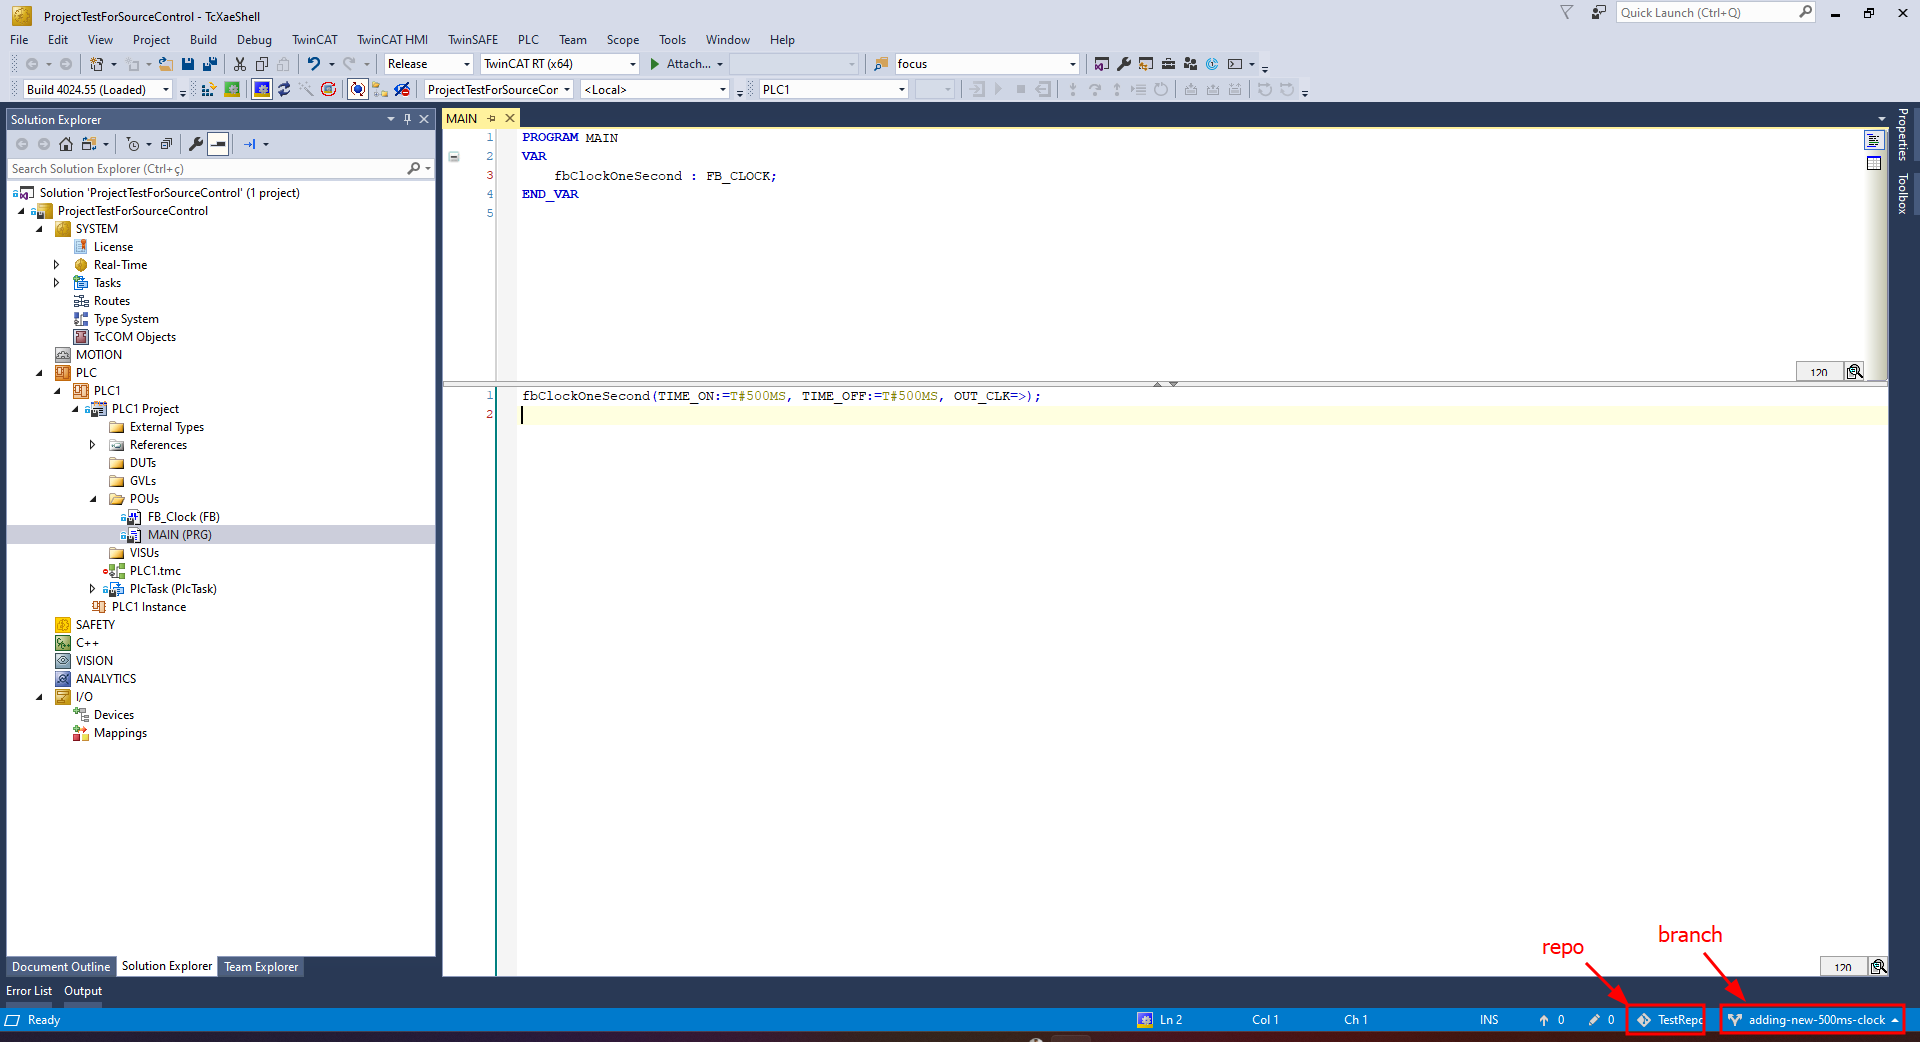 ProjectTestForSourceControl - TcXaeShell
Quick Launch (Ctrl+Q)
File Edit View Project Build Debug TwinCAT TwinCAT HMI TwinSAFE PLC Team Scope Tools Window Help
Release TwinCAT RT (x64) Attach... focus
Build 4024.55 (Loaded) ProjectTestForSourceCor <Local> PLC1
Solution Explorer
Search Solution Explorer (Ctrl+ç)
Solution 'ProjectTestForSourceControl' (1 project)
ProjectTestForSourceControl
SYSTEM
License
Real-Time
Tasks
Routes
Type System
TcCOM Objects
MOTION
PLC
PLC1
PLC1 Project
External Types
References
DUTs
GVLs
POUs
FB_Clock (FB)
MAIN (PRG)
VISUs
PLC1.tmc
PlcTask (PlcTask)
PLC1 Instance
SAFETY
C++
VISION
ANALYTICS
I/O
Devices
Mappings
Document Outline Solution Explorer Team Explorer
MAIN
1 PROGRAM MAIN
2 VAR
3 fbClockOneSecond : FB_CLOCK;
4 END_VAR
5
120
1 fbClockOneSecond(TIME_ON:=T#500MS, TIME_OFF:=T#500MS, OUT_CLK=>);
2
120
Properties
Toolbox
repo
branch
Error List Output
Ready Ln 2 Col 1 Ch 1 INS 0 0 TestRepo adding-new-500ms-clock